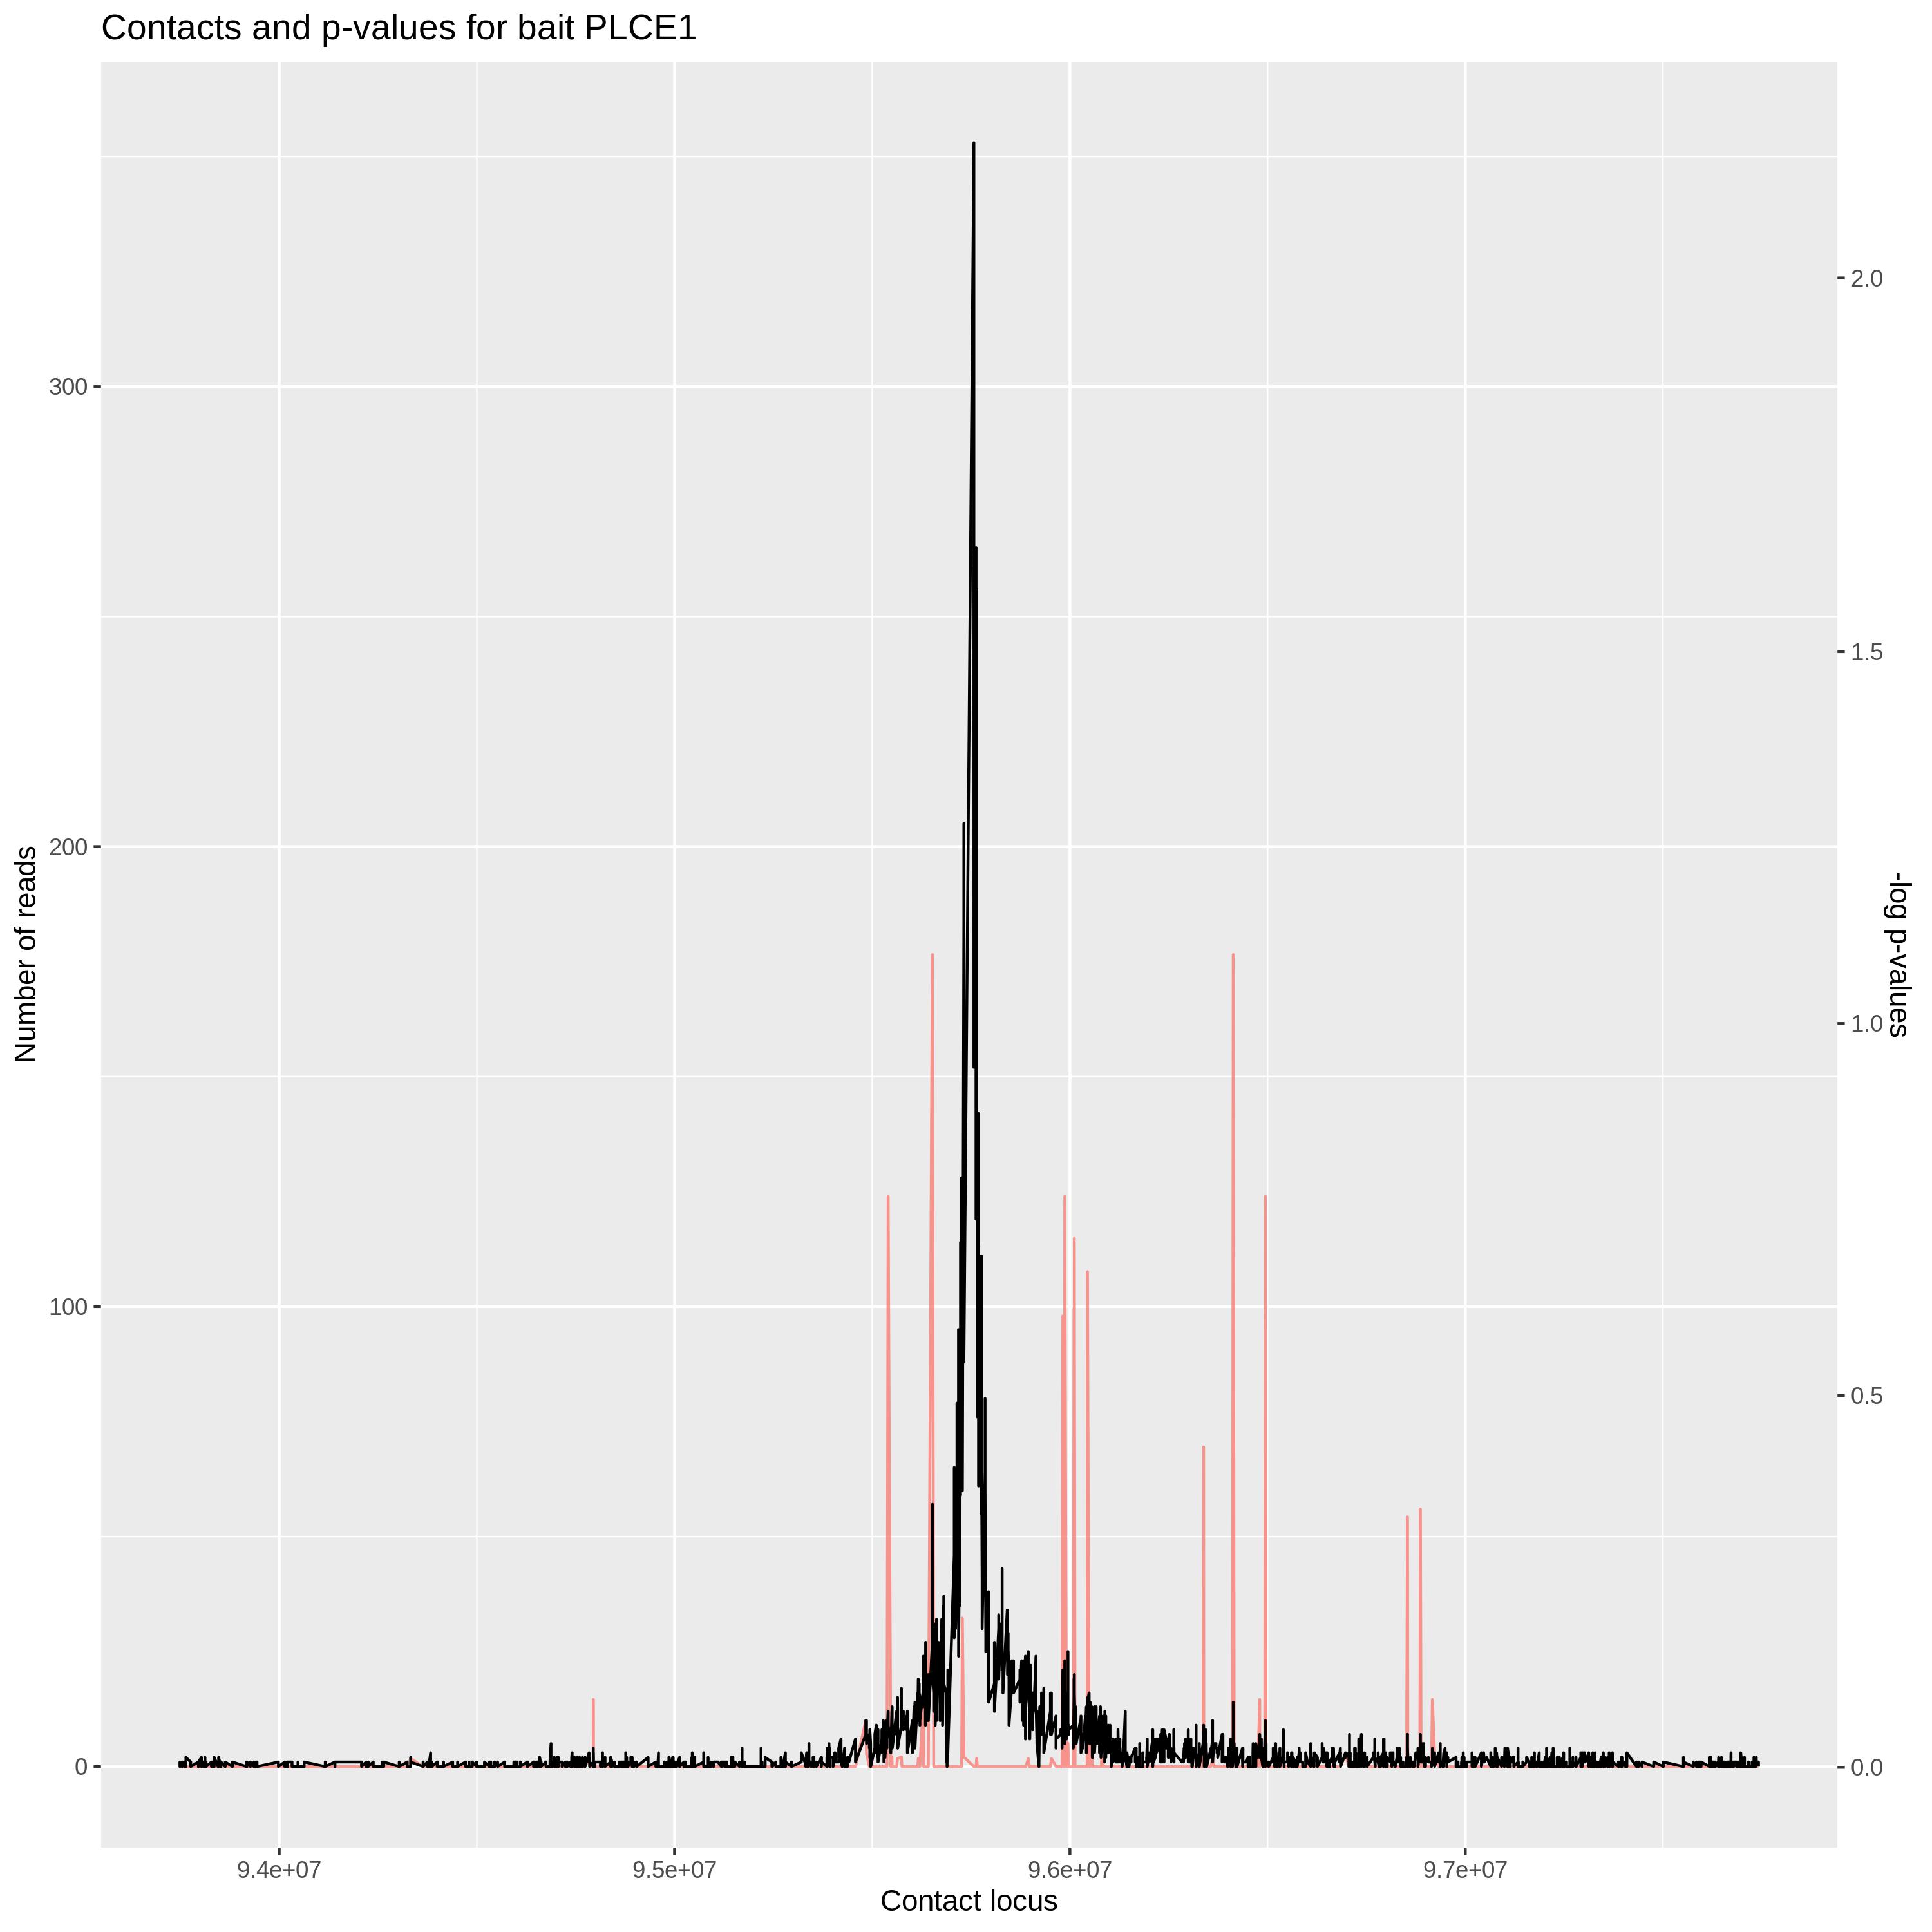 Contacts and p-values for bait PLCE1
300
200
100
0
Number of reads
2.0
1.5
1.0
0.5
0.0
-log p-values
9.4e+07
9.5e+07
9.6e+07
9.7e+07
Contact locus